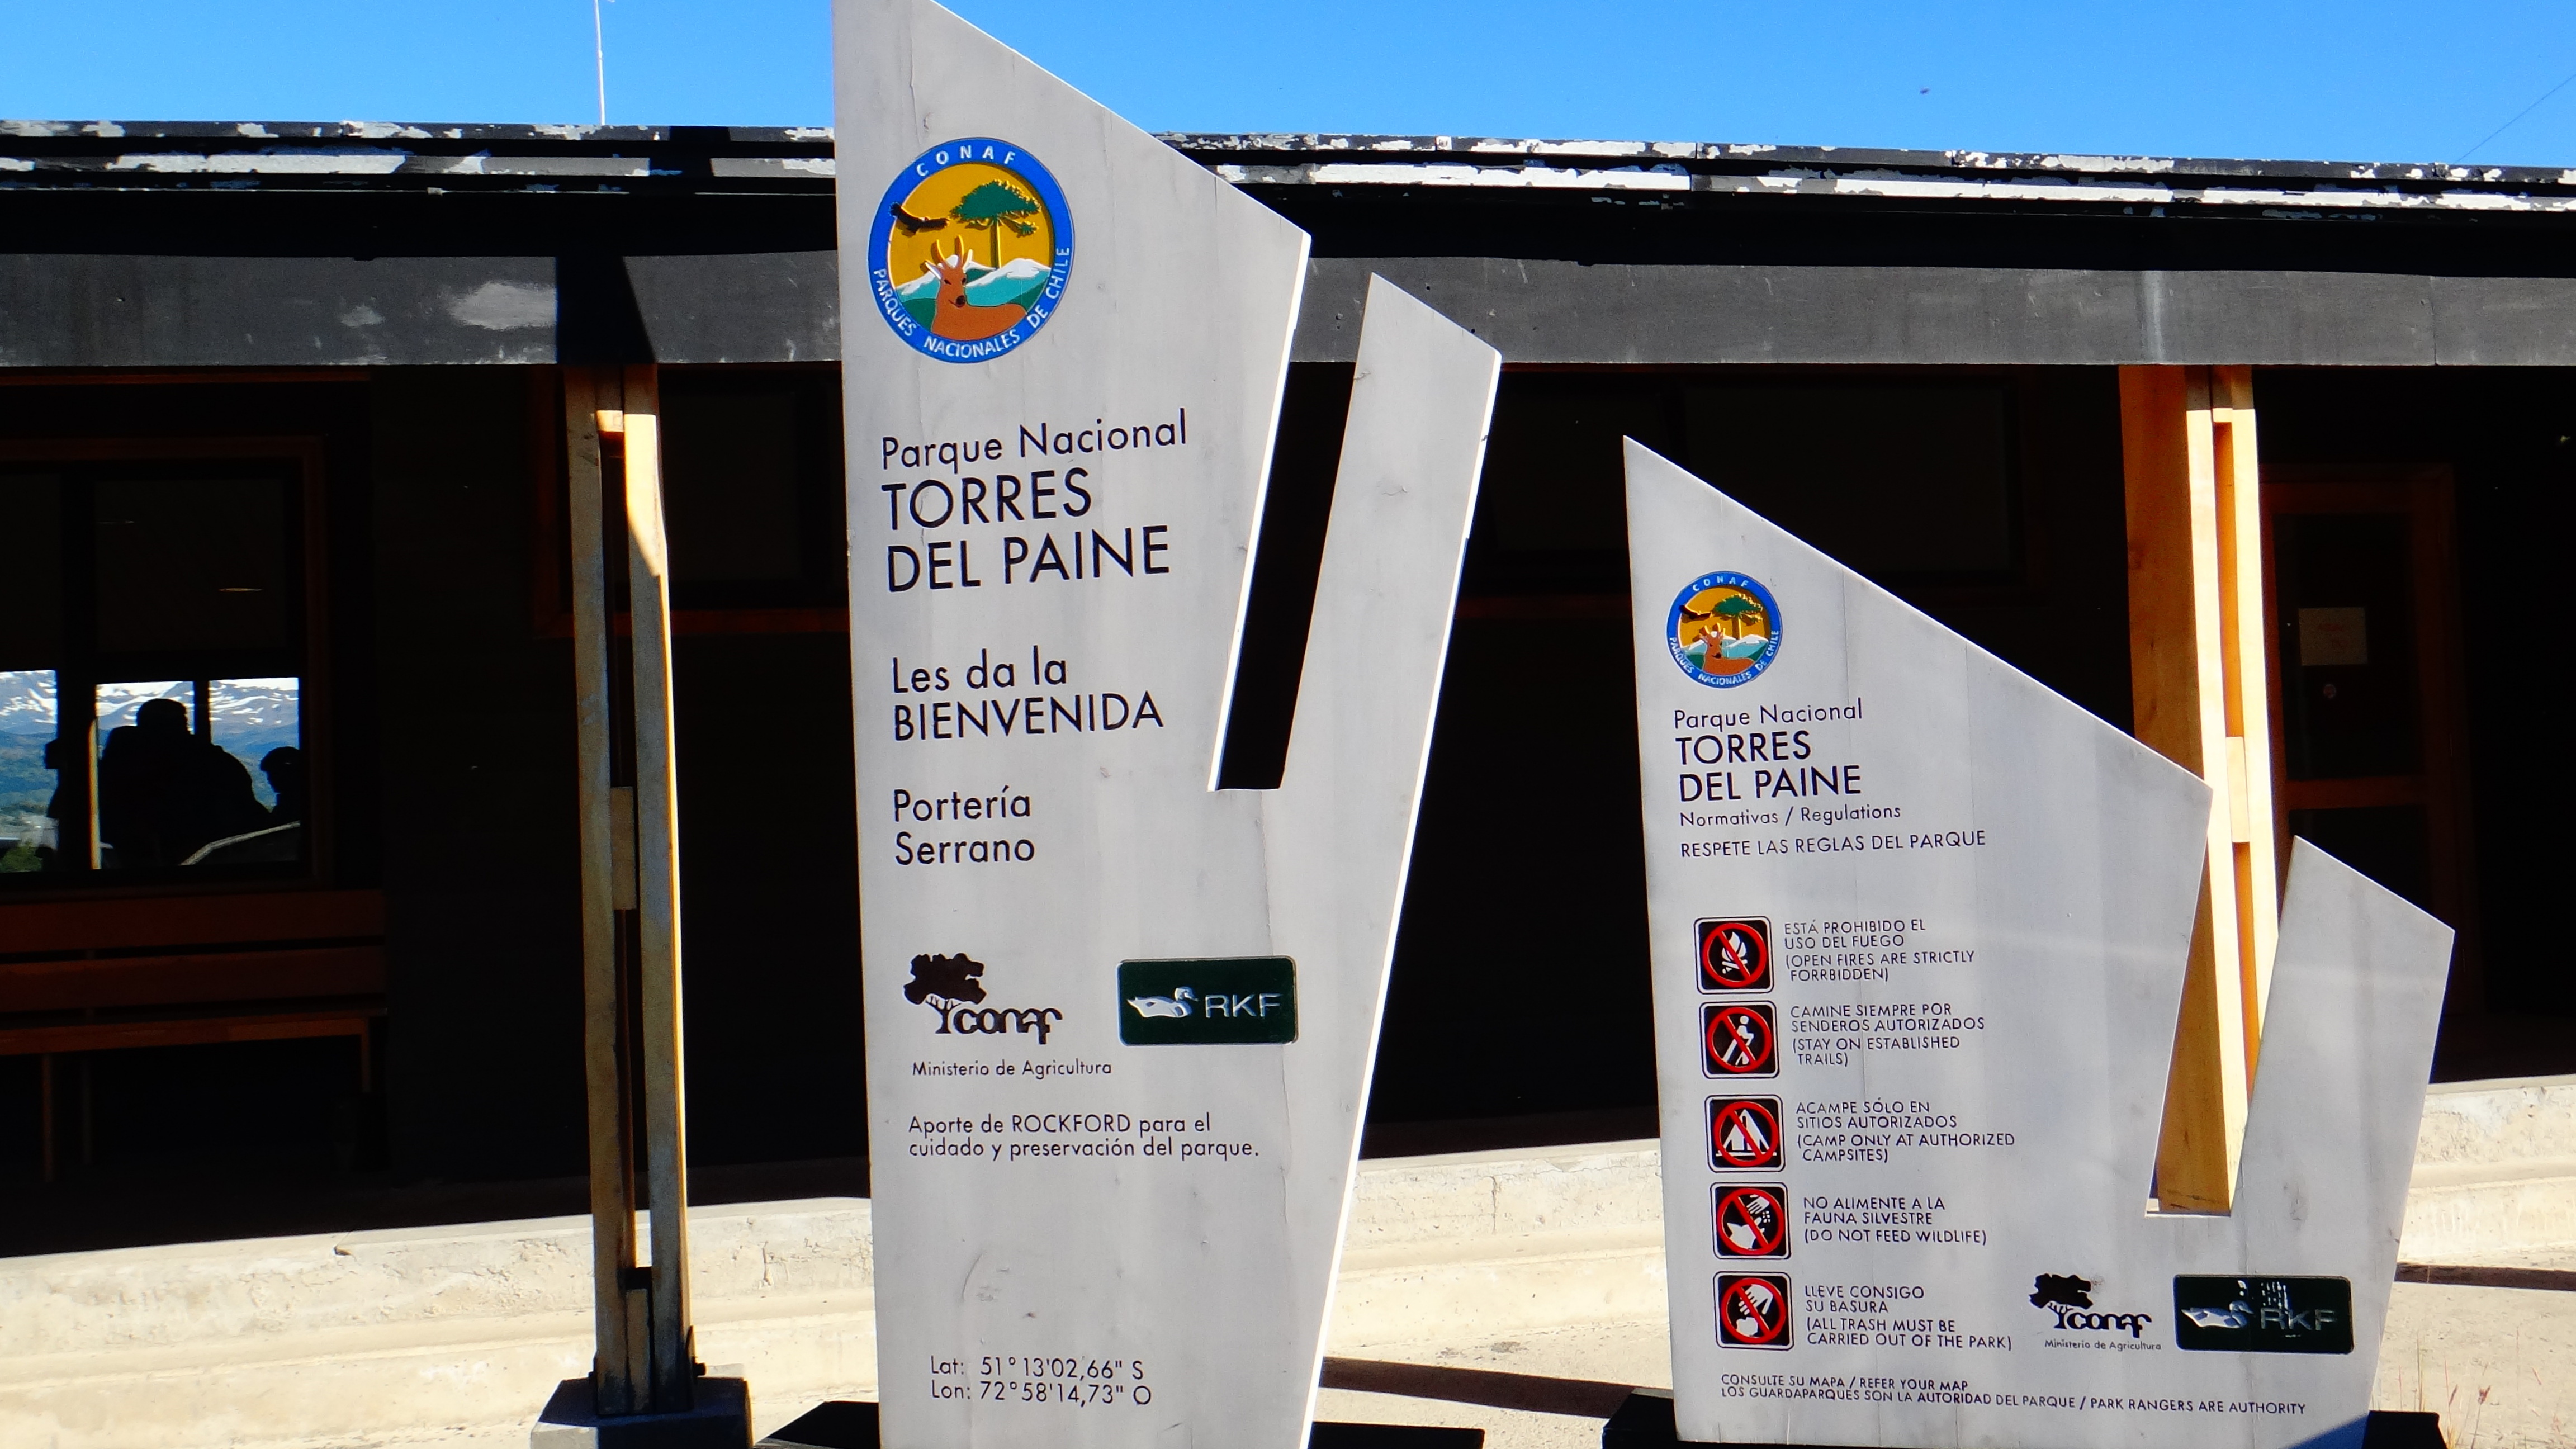 CONAF
PARQUES NACIONALES DE CHILE
Parque Nacional
TORRES
DEL PAINE
Les da la
BIENVENIDA
Portería
Serrano
conaf
RKF
Ministerio de Agricultura
Aporte de ROCKFORD para el
cuidado y preservación del parque.
Lat: 51°13'02,66" S
Lon: 72°58'14,73" O
CONAF
PARQUES NACIONALES DE CHILE
Parque Nacional
TORRES
DEL PAINE
Normativas / Regulations
RESPETE LAS REGLAS DEL PARQUE
ESTÁ PROHIBIDO EL
USO DEL FUEGO
(OPEN FIRES ARE STRICTLY
FORRBIDDEN)
CAMINE SIEMPRE POR
SENDEROS AUTORIZADOS
(STAY ON ESTABLISHED
TRAILS)
ACAMPE SÓLO EN
SITIOS AUTORIZADOS
(CAMP ONLY AT AUTHORIZED
CAMPSITES)
NO ALIMENTE A LA
FAUNA SILVESTRE
(DO NOT FEED WILDLIFE)
LLEVE CONSIGO
SU BASURA
(ALL TRASH MUST BE
CARRIED OUT OF THE PARK)
conaf
Ministerio de Agricultura
RKF
CONSULTE SU MAPA / REFER YOUR MAP
LOS GUARDAPARQUES SON LA AUTORIDAD DEL PARQUE / PARK RANGERS ARE AUTHORITY